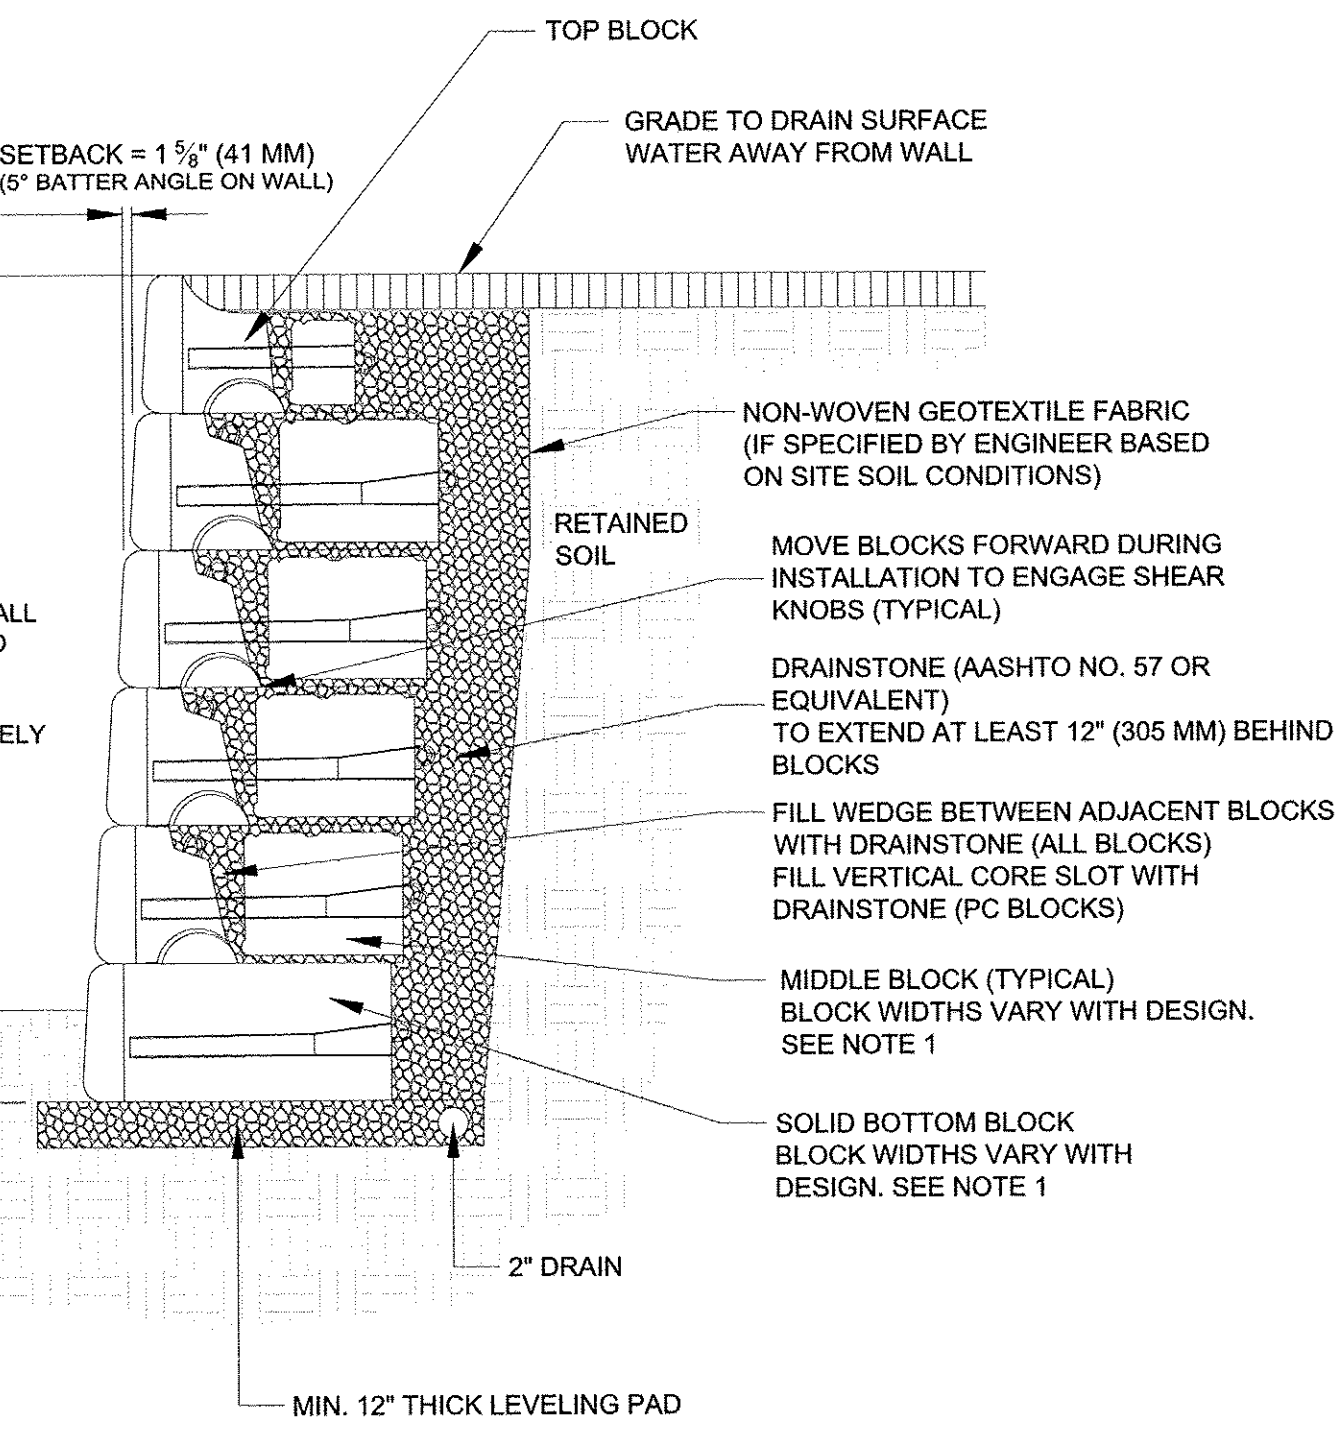 TOP BLOCK
GRADE TO DRAIN SURFACE
WATER AWAY FROM WALL
SETBACK = 1 5/8" (41 MM)
(5° BATTER ANGLE ON WALL)
NON-WOVEN GEOTEXTILE FABRIC
(IF SPECIFIED BY ENGINEER BASED
ON SITE SOIL CONDITIONS)
RETAINED
SOIL
MOVE BLOCKS FORWARD DURING
INSTALLATION TO ENGAGE SHEAR
KNOBS (TYPICAL)
ALL
ELY
DRAINSTONE (AASHTO NO. 57 OR
EQUIVALENT)
TO EXTEND AT LEAST 12" (305 MM) BEHIND
BLOCKS
FILL WEDGE BETWEEN ADJACENT BLOCKS
WITH DRAINSTONE (ALL BLOCKS)
FILL VERTICAL CORE SLOT WITH
DRAINSTONE (PC BLOCKS)
MIDDLE BLOCK (TYPICAL)
BLOCK WIDTHS VARY WITH DESIGN.
SEE NOTE 1
SOLID BOTTOM BLOCK
BLOCK WIDTHS VARY WITH
DESIGN. SEE NOTE 1
2" DRAIN
MIN. 12" THICK LEVELING PAD